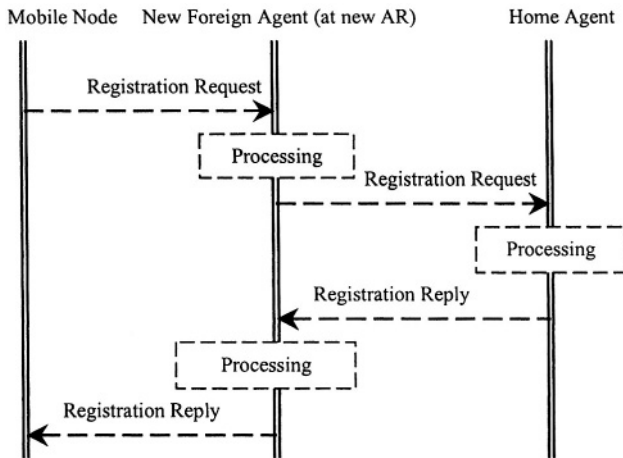 Mobile Node New Foreign Agent (at new AR) Home Agent
Registration Request
Processing
Registration Request
Processing
Registration Reply
Processing
Registration Reply